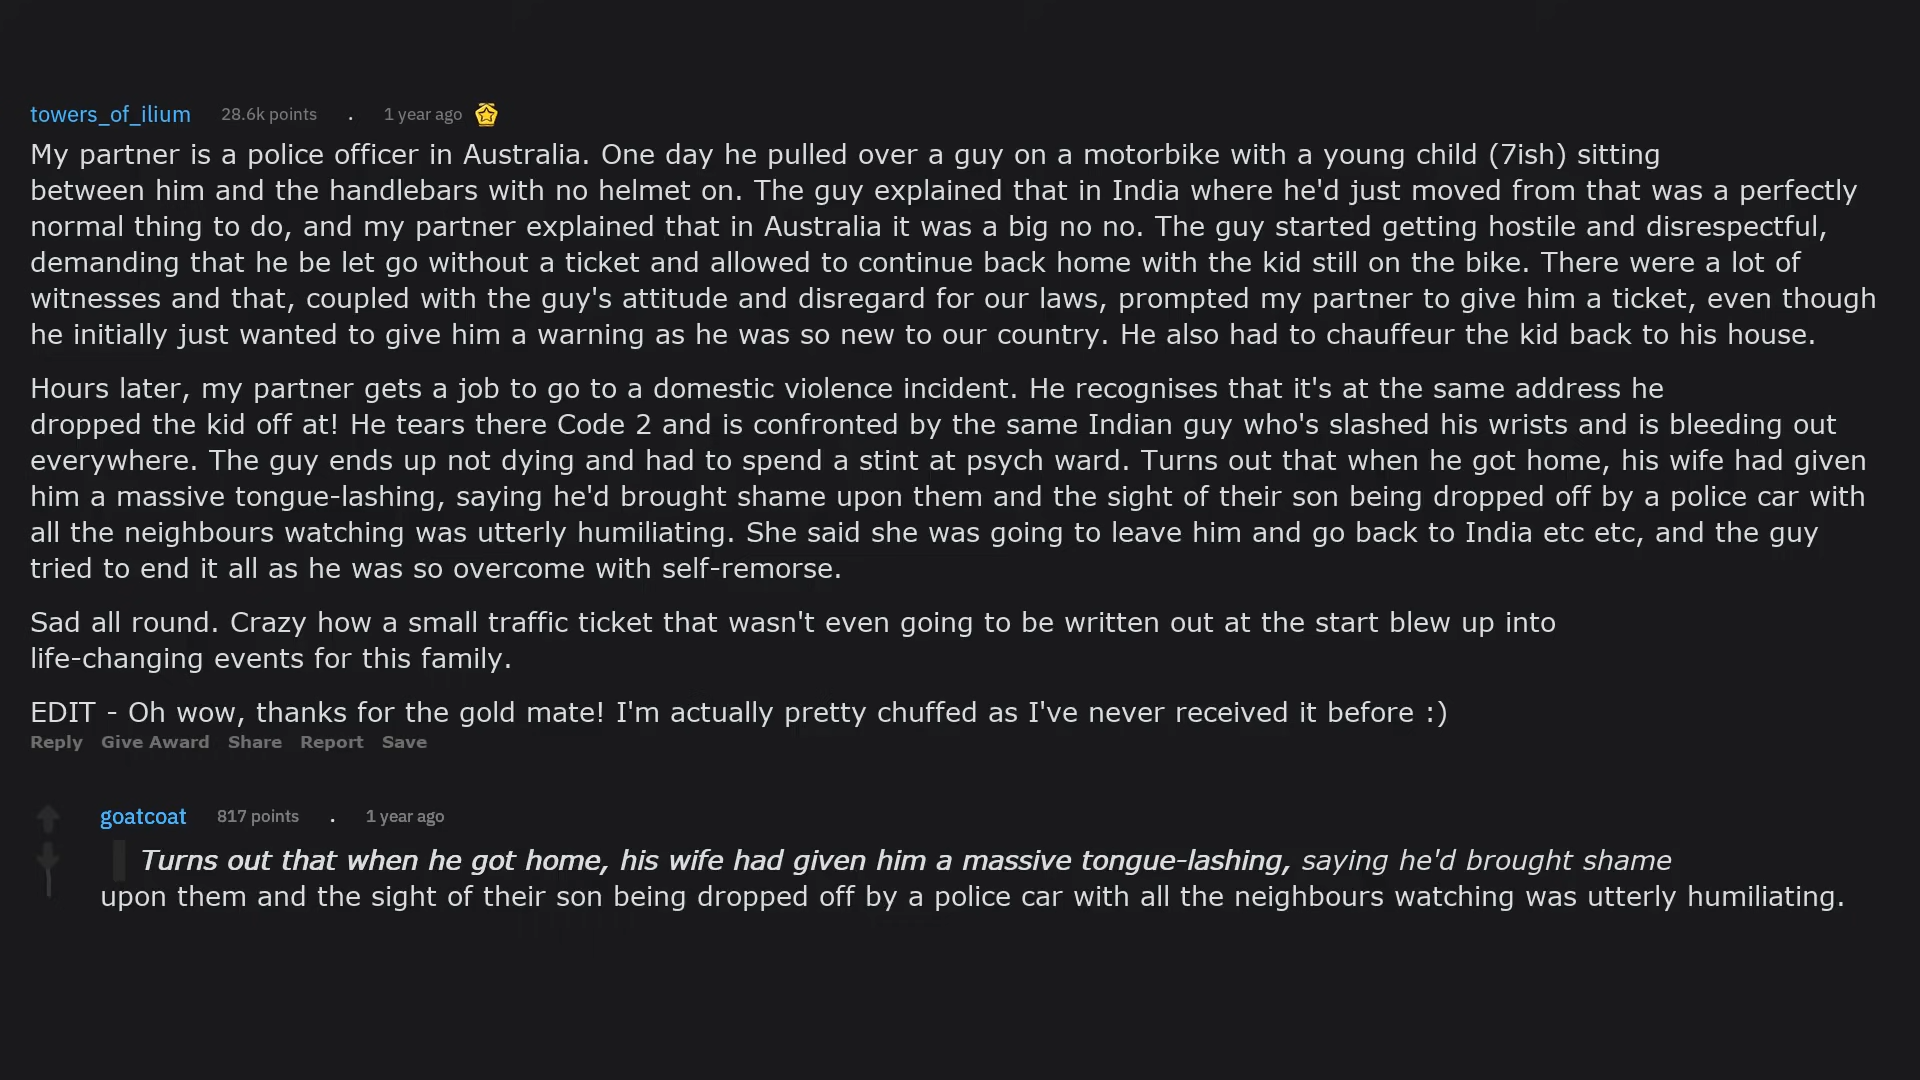 towers_of_ilium 28.6k points . 1 year ago
My partner is a police officer in Australia. One day he pulled over a guy on a motorbike with a young child (7ish) sitting
between him and the handlebars with no helmet on. The guy explained that in India where he'd just moved from that was a perfectly
normal thing to do, and my partner explained that in Australia it was a big no no. The guy started getting hostile and disrespectful,
demanding that he be let go without a ticket and allowed to continue back home with the kid still on the bike. There were a lot of
witnesses and that, coupled with the guy's attitude and disregard for our laws, prompted my partner to give him a ticket, even though
he initially just wanted to give him a warning as he was so new to our country. He also had to chauffeur the kid back to his house.
Hours later, my partner gets a job to go to a domestic violence incident. He recognises that it's at the same address he
dropped the kid off at! He tears there Code 2 and is confronted by the same Indian guy who's slashed his wrists and is bleeding out
everywhere. The guy ends up not dying and had to spend a stint at psych ward. Turns out that when he got home, his wife had given
him a massive tongue-lashing, saying he'd brought shame upon them and the sight of their son being dropped off by a police car with
all the neighbours watching was utterly humiliating. She said she was going to leave him and go back to India etc etc, and the guy
tried to end it all as he was so overcome with self-remorse.
Sad all round. Crazy how a small traffic ticket that wasn't even going to be written out at the start blew up into
life-changing events for this family.
EDIT - Oh wow, thanks for the gold mate! I'm actually pretty chuffed as I've never received it before :)
Reply Give Award Share Report Save
goatcoat 817 points . 1 year ago
Turns out that when he got home, his wife had given him a massive tongue-lashing, saying he'd brought shame
upon them and the sight of their son being dropped off by a police car with all the neighbours watching was utterly humiliating.